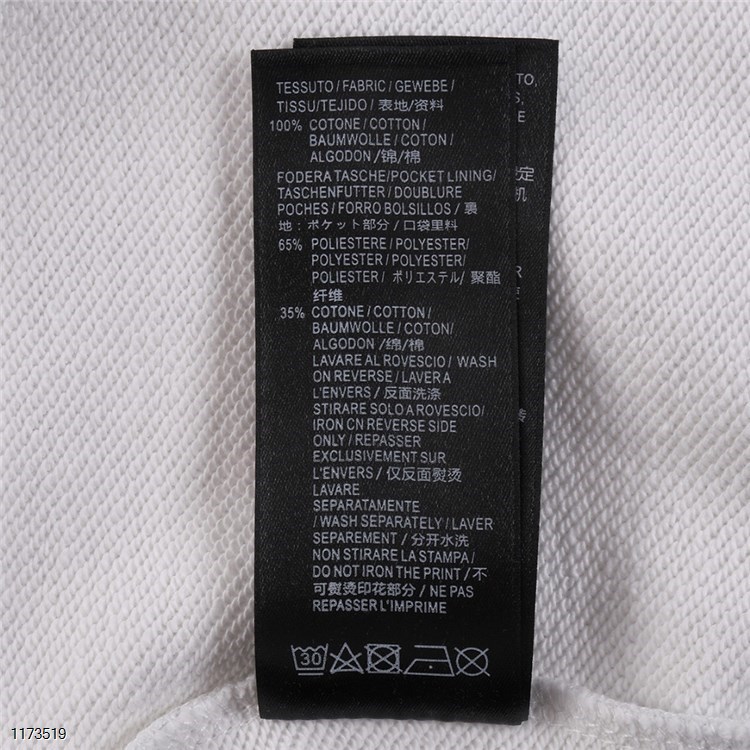 TESSUTO / FABRIC / GEWEBE /
TISSU/TEJIDO / 表地/资料
100% COTONE / COTTON /
BAUMWOLLE / COTON /
ALGODON /锦/棉
FODERA TASCHE/POCKET LINING/
TASCHENFUTTER / DOUBLURE
POCHES / FORRO BOLSILLOS / 裏
地 : ポケット部分 / 口袋里料
65% POLIESTERE / POLYESTER/
POLYESTER / POLYESTER/
POLIESTER / ポリエステル/ 聚酯
纤维
35% COTONE / COTTON /
BAUMWOLLE / COTON/
ALGODON /绵/棉
LAVARE AL ROVESCIO / WASH
ON REVERSE / LAVER A
L'ENVERS / 反面洗涤
STIRARE SOLO A ROVESCIO/
IRON CN REVERSE SIDE
ONLY / REPASSER
EXCLUSIVEMENT SUR
L'ENVERS / 仅反面熨烫
LAVARE
SEPARATAMENTE
/ WASH SEPARATELY / LAVER
SEPAREMENT / 分开水洗
NON STIRARE LA STAMPA /
DO NOT IRON THE PRINT / 不
可熨烫印花部分 / NE PAS
REPASSER L'IMPRIME
30
TO,
S,
E
定
机
R
1173519